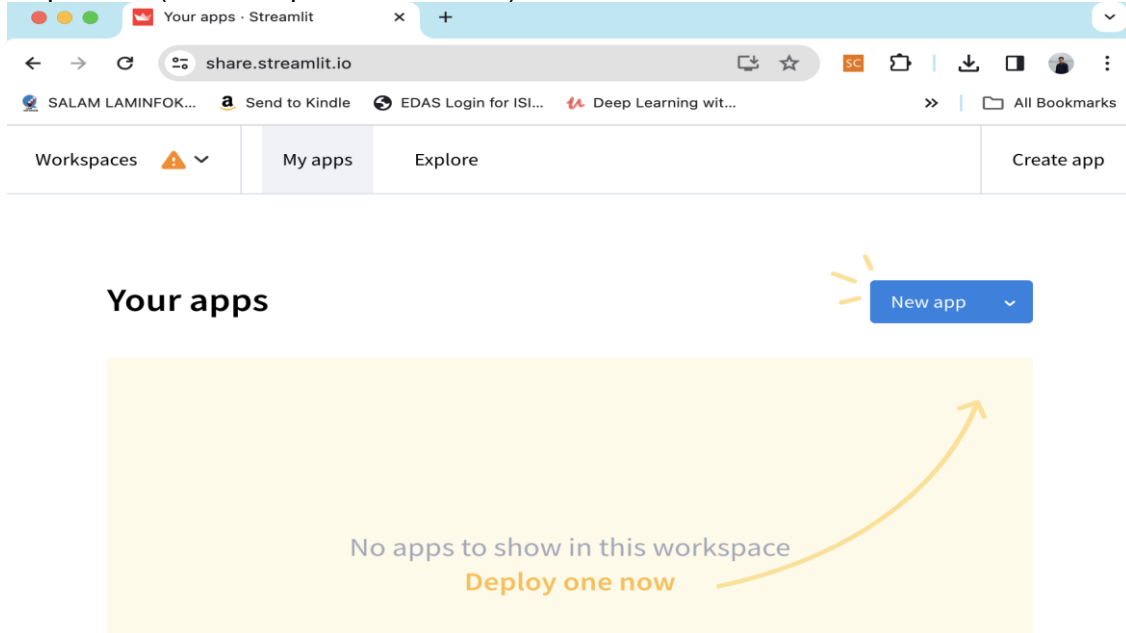 Your apps · Streamlit
share.streamlit.io
SC
SALAM LAMINFOK... a Send to Kindle EDAS Login for ISI... Deep Learning wit... » All Bookmarks
Workspaces My apps Explore Create app
Your apps
New app
No apps to show in this workspace
Deploy one now